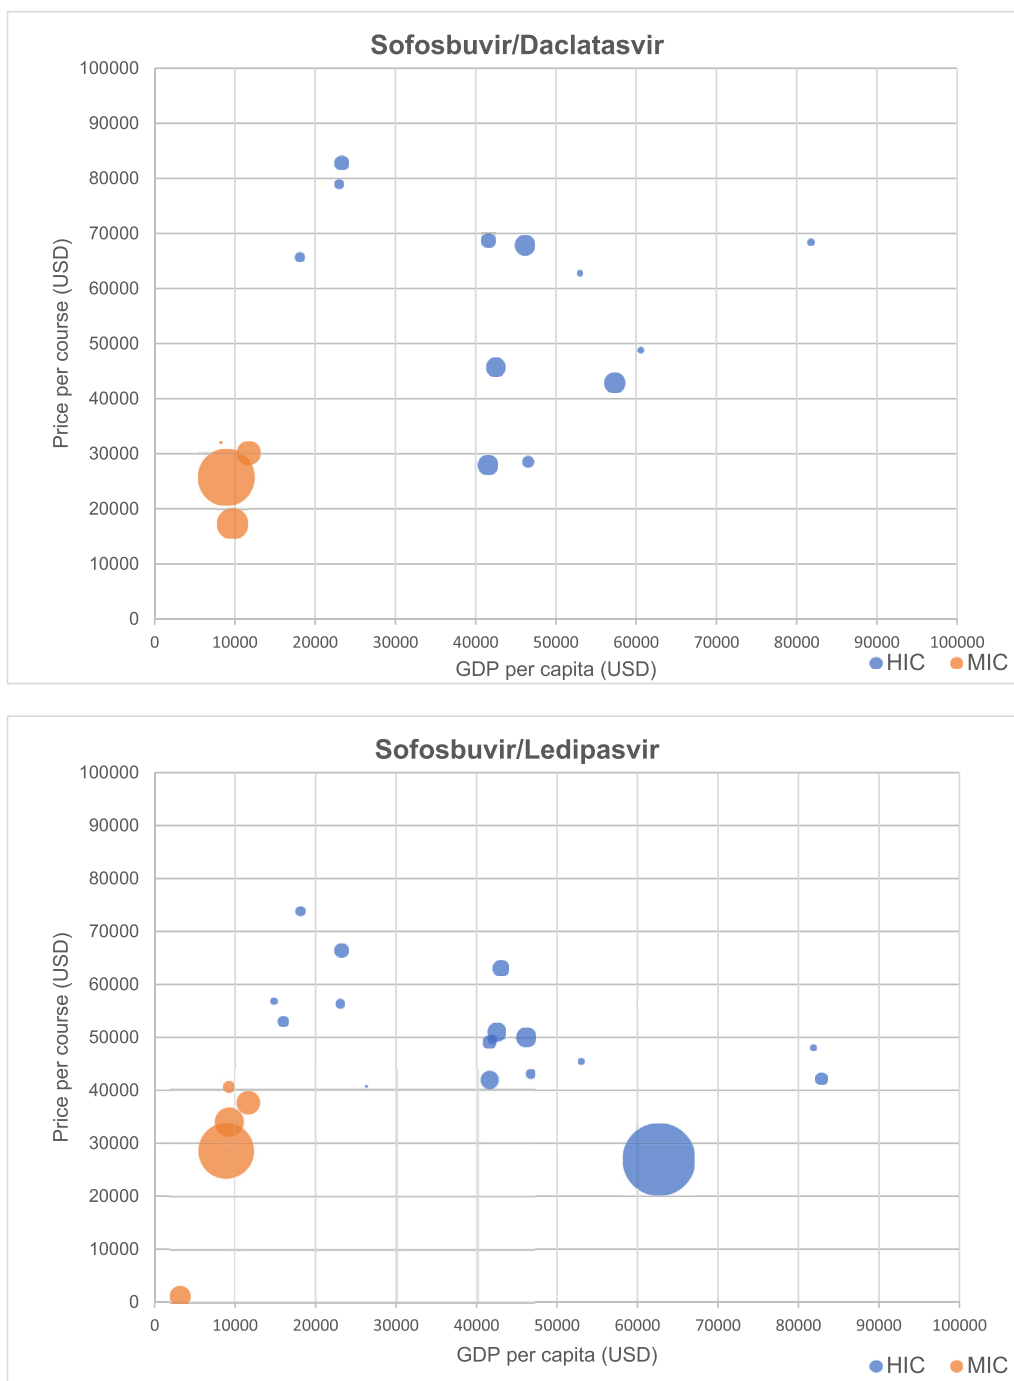 Sofosbuvir/Daclatasvir
100000
90000
80000
70000
60000
50000
40000
30000
20000
10000
0
Price per course (USD)
0 10000 20000 30000 40000 50000 60000 70000 80000 90000 100000
GDP per capita (USD)
HIC MIC
Sofosbuvir/Ledipasvir
100000
90000
80000
70000
60000
50000
40000
30000
20000
10000
0
Price per course (USD)
0 10000 20000 30000 40000 50000 60000 70000 80000 90000 100000
GDP per capita (USD)
HIC MIC